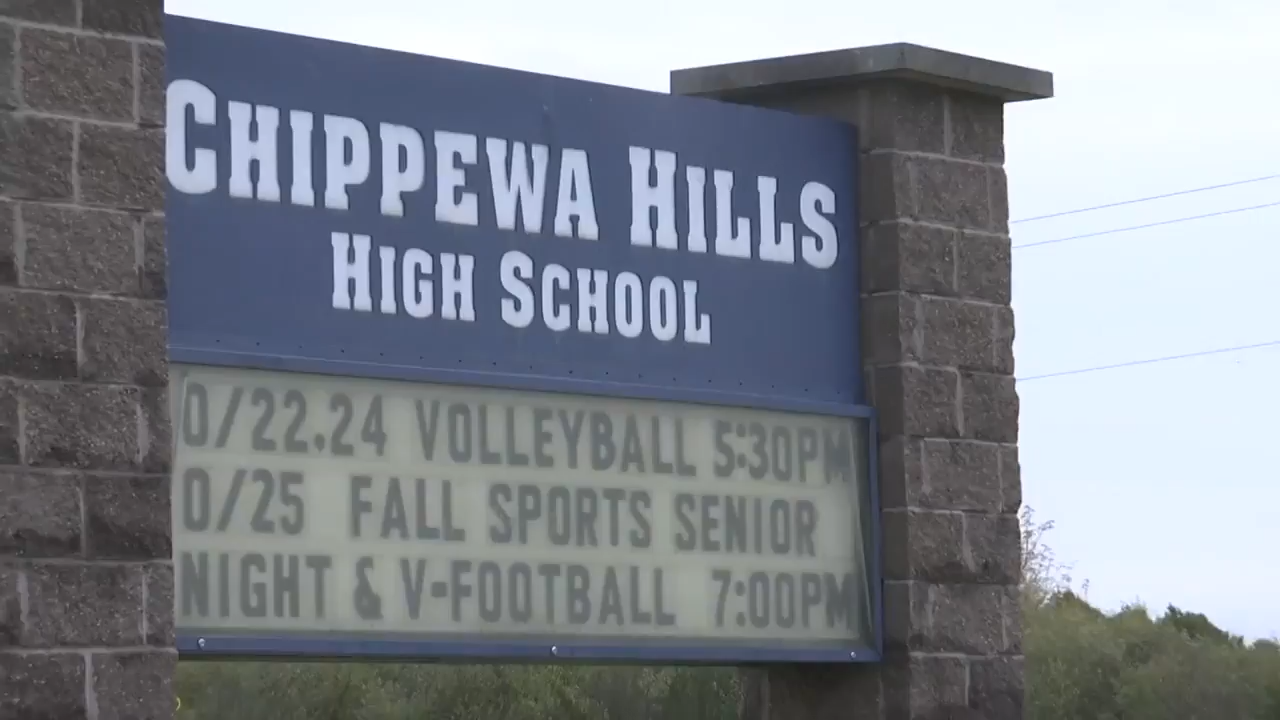 CHIPPEWA HILLS
HIGH SCHOOL
0/22.24 VOLLEYBALL 5:30PM
0/25 FALL SPORTS SENIOR
NIGHT & V-FOOTBALL 7:00PM